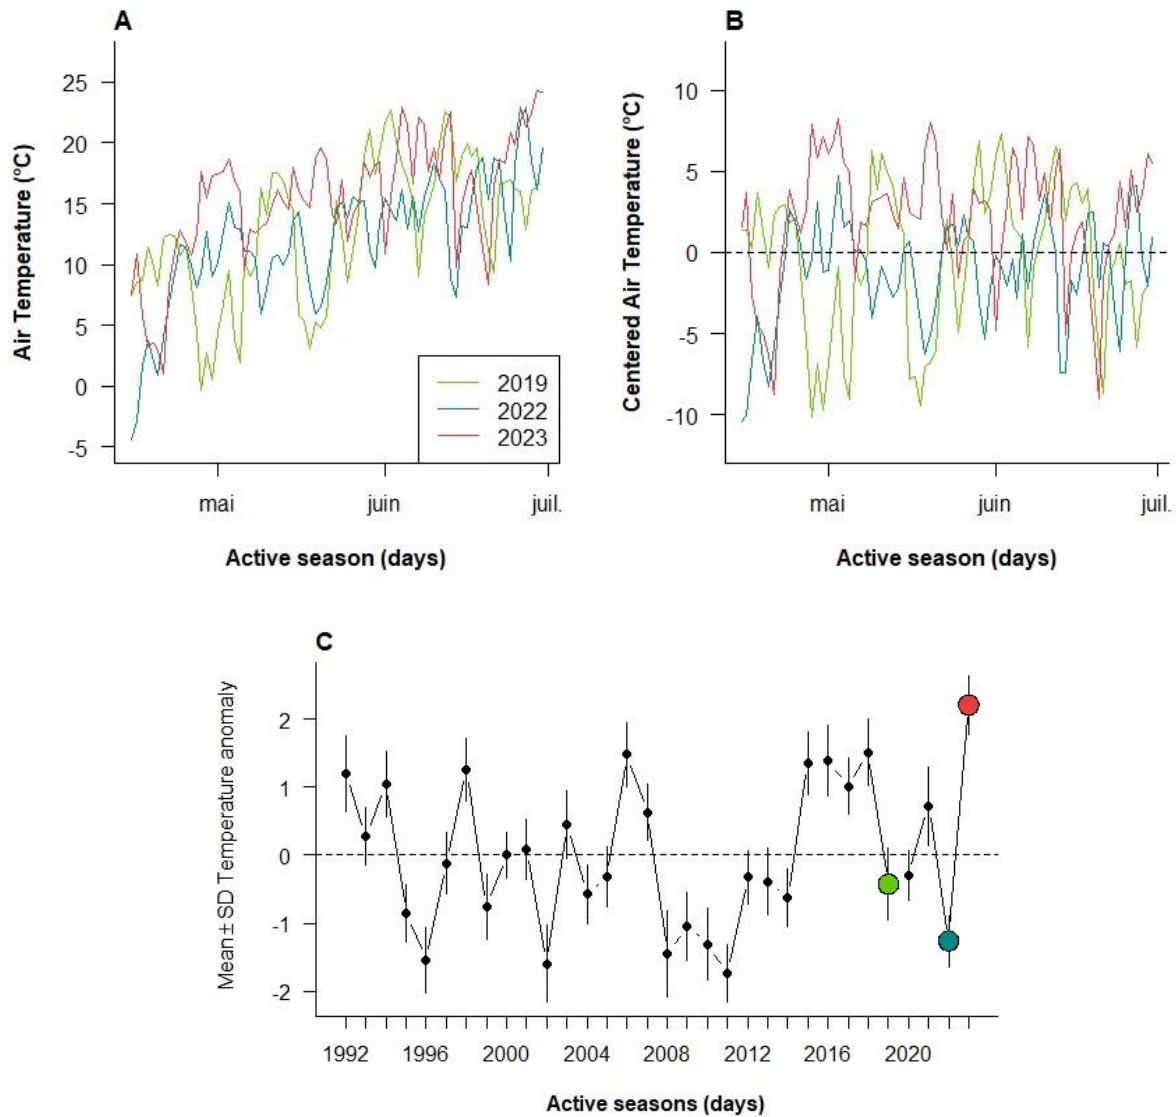 A
Air Temperature (°C)
25
20
15
10
5
0
-5
2019
2022
2023
mai juin juil.
Active season (days)
B
Centered Air Temperature (°C)
10
5
0
-5
-10
mai juin juil.
Active season (days)
C
Mean± SD Temperature anomaly
2
1
0
-1
-2
1992 1996 2000 2004 2008 2012 2016 2020
Active seasons (days)